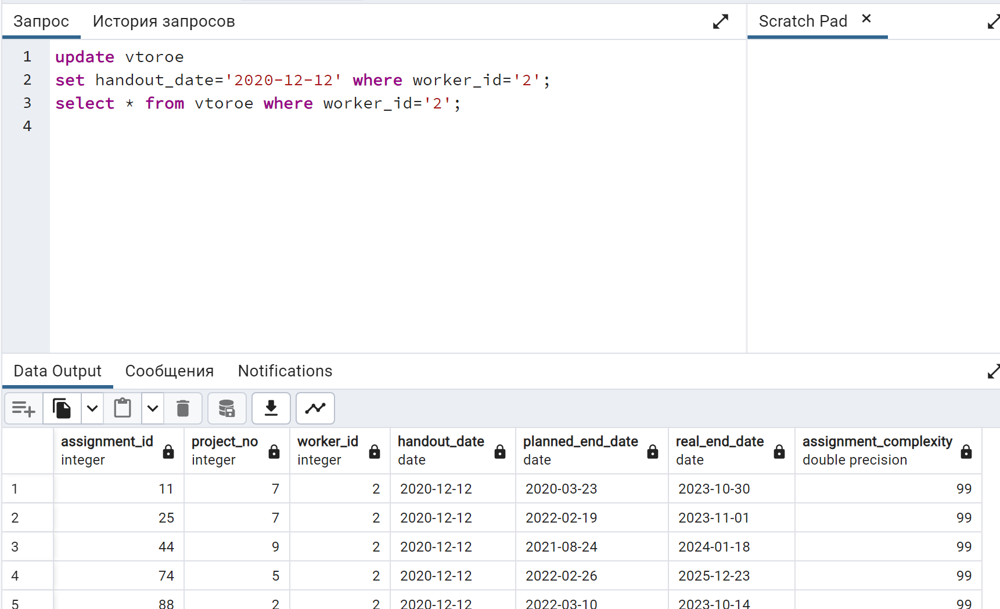 Запрос История запросов Scratch Pad
1 update vtoroe
2 set handout_date='2020-12-12' where worker_id='2';
3 select * from vtoroe where worker_id='2';
4
Data Output Сообщения Notifications
assignment_id project_no worker_id handout_date planned_end_date real_end_date assignment_complexity
integer integer integer date date date double precision
1 11 7 2 2020-12-12 2020-03-23 2023-10-30 99
2 25 7 2 2020-12-12 2022-02-19 2023-11-01 99
3 44 9 2 2020-12-12 2021-08-24 2024-01-18 99
4 74 5 2 2020-12-12 2022-02-26 2025-12-23 99
5 88 2 2 2020-12-12 2022-03-10 2023-10-14 99